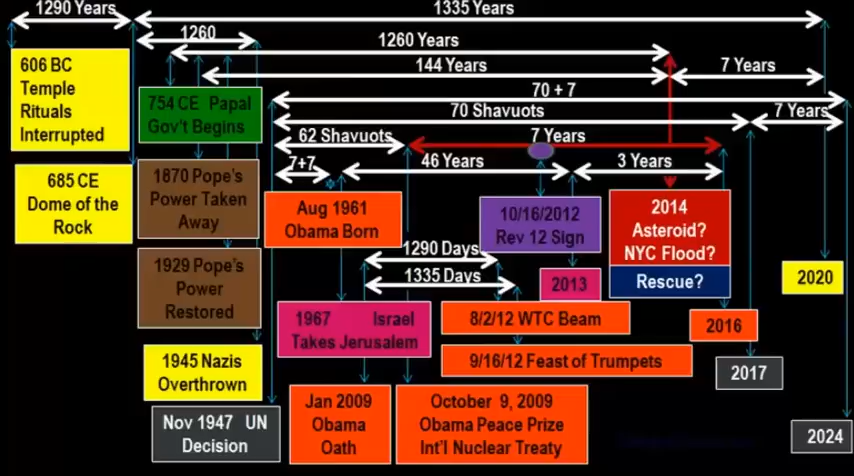 1290 Years
1335 Years
1260
1260 Years
144 Years
7 Years
606 BC
Temple
Rituals
Interrupted
754 CE Papal
Gov't Begins
70 + 7
70 Shavuots
7 Years
62 Shavuots
7 Years
7+7
46 Years
3 Years
685 CE
Dome of the
Rock
1870 Pope's
Power Taken
Away
Aug 1961
Obama Born
10/16/2012
Rev 12 Sign
2014
Asteroid?
NYC Flood?
Rescue?
1290 Days
1335 Days
1929 Pope's
Power
Restored
2013
2020
1967 Israel
Takes Jerusalem
8/2/12 WTC Beam
2016
1945 Nazis
Overthrown
9/16/12 Feast of Trumpets
2017
Nov 1947 UN
Decision
Jan 2009
Obama
Oath
October 9, 2009
Obama Peace Prize
Int'l Nuclear Treaty
2024